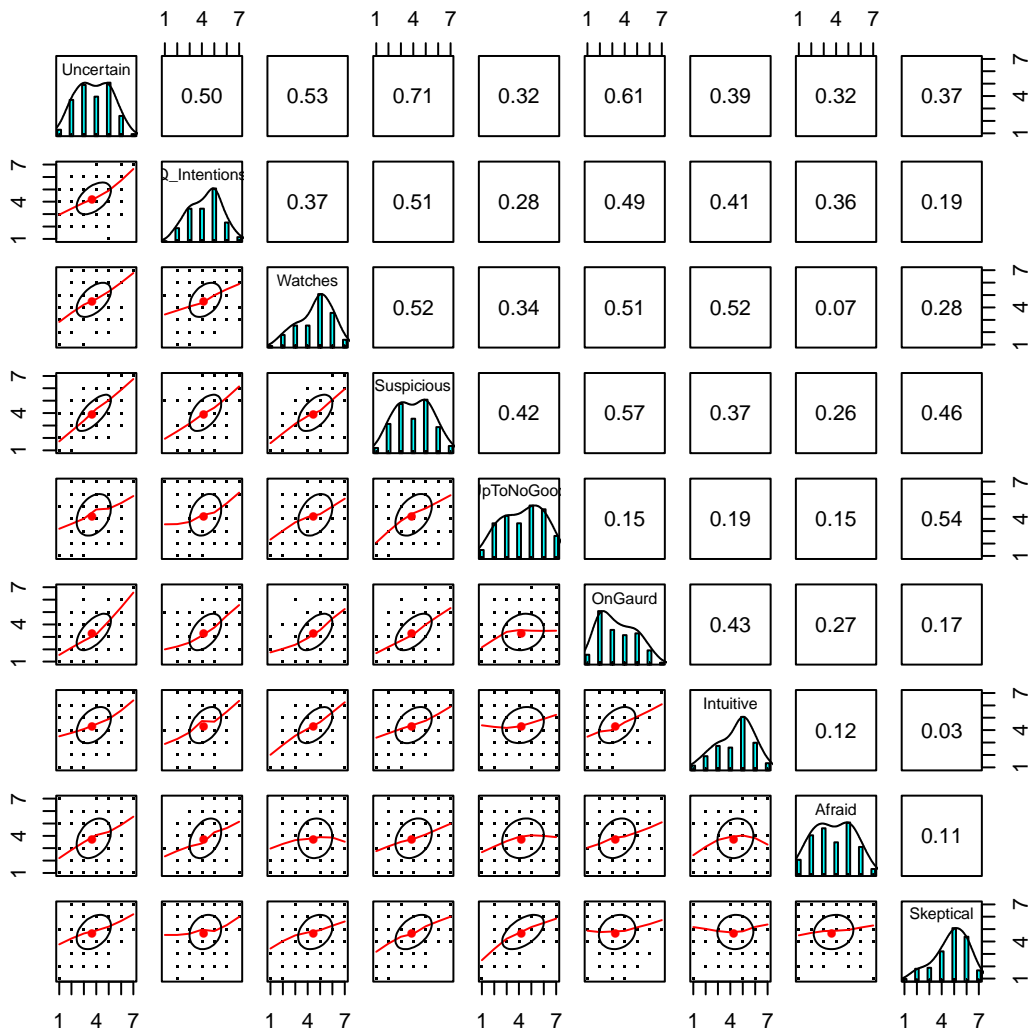 1 4 7 1 4 7 1 4 7 1 4 7
Uncertain
0.50 0.53 0.71 0.32 0.61 0.39 0.32 0.37
1 4 7
1 4 7
Q_Intentions
0.37 0.51 0.28 0.49 0.41 0.36 0.19
Watches
0.52 0.34 0.51 0.52 0.07 0.28
1 4 7
1 4 7
Suspicious
0.42 0.57 0.37 0.26 0.46
UpToNoGood
0.15 0.19 0.15 0.54
1 4 7
1 4 7
OnGaurd
0.43 0.27 0.17
Intuitive
0.12 0.03
1 4 7
1 4 7
Afraid
0.11
Skeptical
1 4 7
1 4 7 1 4 7 1 4 7 1 4 7 1 4 7